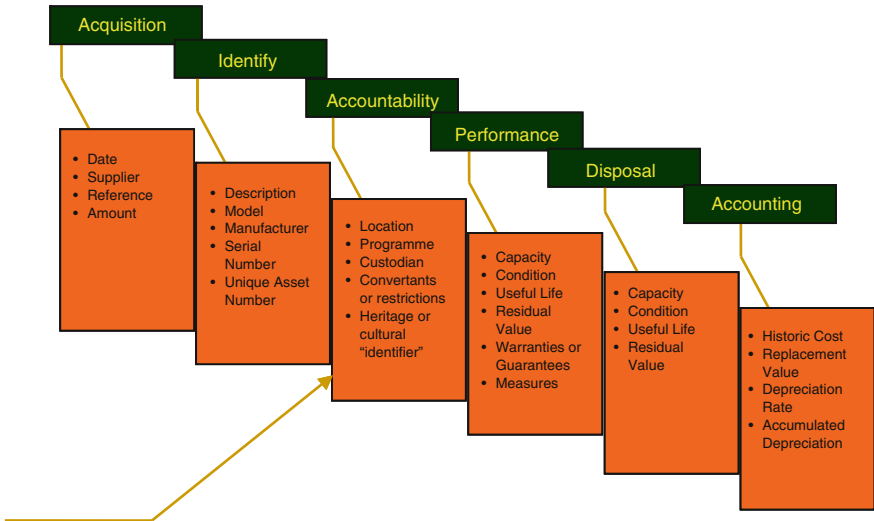 Acquisition
Identify
Accountability
Performance
Disposal
Accounting
• Date
• Supplier
• Reference
• Amount
• Description
• Model
• Manufacturer
• Serial
Number
• Unique Asset
Number
• Location
• Programme
• Custodian
• Convertants
or restrictions
• Heritage or
cultural
“identifier”
• Capacity
• Condition
• Useful Life
• Residual
Value
• Warranties or
Guarantees
• Measures
• Capacity
• Condition
• Useful Life
• Residual
Value
• Historic Cost
• Replacement
Value
• Depreciation
Rate
• Accumulated
Depreciation